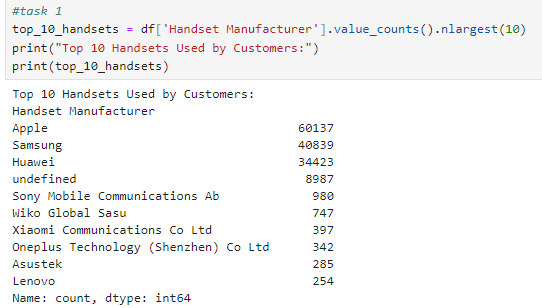 #task 1
top_10_handsets = df['Handset Manufacturer'].value_counts().nlargest(10)
print("Top 10 Handsets Used by Customers:")
print(top_10_handsets)
Top 10 Handsets Used by Customers:
Handset Manufacturer
Apple 60137
Samsung 40839
Huawei 34423
undefined 8987
Sony Mobile Communications Ab 980
Wiko Global Sasu 747
Xiaomi Communications Co Ltd 397
Oneplus Technology (Shenzhen) Co Ltd 342
Asustek 285
Lenovo 254
Name: count, dtype: int64